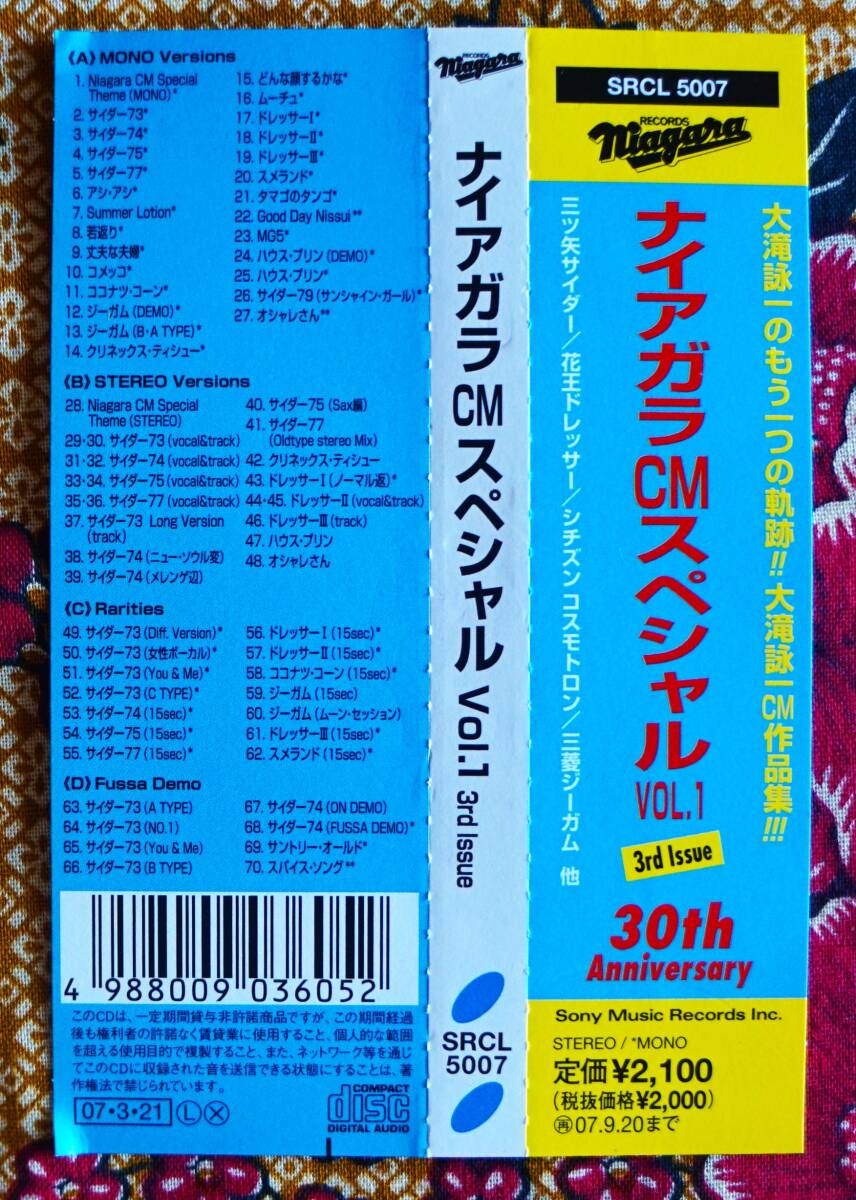 《A》MONO Versions
1. Niagara CM Special
Theme (MONO)*
2. サイダー73*
3. サイダー74*
4. サイダー75*
5. サイダー77*
6. アシ・アシ*
7. Summer Lotion*
8. 若返り*
9. 丈夫な夫婦*
10. コメッコ*
11. ココナツ・コーン*
12. ジーガム(DEMO)*
13. ジーガム(B・A TYPE)*
14. クリネックス・ティシュー*
15. どんな顔するかな*
16. ムーチュ*
17. ドレッサーⅠ*
18. ドレッサーⅡ*
19. ドレッサーⅢ*
20. スメランド*
21. タマゴのタンゴ*
22. Good Day Nissui**
23. MG5*
24. ハウス・プリン(DEMO)*
25. ハウス・プリン*
26. サイダー79(サンシャイン・ガール)*
27. オシャレさん**
《B》STEREO Versions
28. Niagara CM Special
Theme (STEREO)
29・30. サイダー73(vocal&track)
31・32. サイダー74(vocal&track)
33・34. サイダー75(vocal&track)
35・36. サイダー77(vocal&track)
37. サイダー73 Long Version
(track)
38. サイダー74(ニュー・ソウル変)
39. サイダー74(メレンゲ辺)
40. サイダー75(Sax編)
41. サイダー77
(Oldtype stereo Mix)
42. クリネックス・ティシュー
43. ドレッサーⅠ(ノーマル返)*
44・45. ドレッサーⅡ(vocal&track)
46. ドレッサーⅢ(track)
47. ハウス・プリン
48. オシャレさん
《C》Rarities
49. サイダー73(Diff. Version)*
50. サイダー73(女性ボーカル)*
51. サイダー73(You & Me)*
52. サイダー73(C TYPE)*
53. サイダー74(15sec)*
54. サイダー75(15sec)*
55. サイダー77(15sec)*
56. ドレッサーⅠ(15sec)*
57. ドレッサーⅡ(15sec)*
58. ココナツ・コーン(15sec)*
59. ジーガム(15sec)
60. ジーガム(ムーン・セッション)
61. ドレッサーⅢ(15sec)*
62. スメランド(15sec)*
《D》Fussa Demo
63. サイダー73(A TYPE)
64. サイダー73(NO.1)
65. サイダー73(You & Me)
66. サイダー73(B TYPE)
67. サイダー74(ON DEMO)
68. サイダー74(FUSSA DEMO)*
69. サントリー・オールド*
70. スパイス・ソング**
4 988009 036052
このCDは、一定期間貸与非許諾商品ですが、この期間経過
後も権利者の許諾なく賃貸業に使用すること、個人的な範囲
を超える使用目的で複製すること、また、ネットワーク等を通じ
てこのCDに収録された音を送信できる状態にすることは、著
作権法で禁じられています。
07・3・21 Ⓛ Ⓧ
COMPACT
disc
DIGITAL AUDIO
RECORDS
Niagara
ナイアガラCMスペシャル Vol.1 3rd Issue
SRCL
5007
SRCL 5007
RECORDS
Niagara
大滝詠一のもう一つの軌跡!! 大滝詠一CM作品集!!!
ナイアガラCMスペシャル VOL.1
3rd Issue
三ツ矢サイダー/花王ドレッサー/シチズン コスモトロン/三菱ジーガム 他
30th
Anniversary
Sony Music Records Inc.
STEREO / *MONO
定価¥2,100
(税抜価格¥2,000)
㊢07.9.20まで